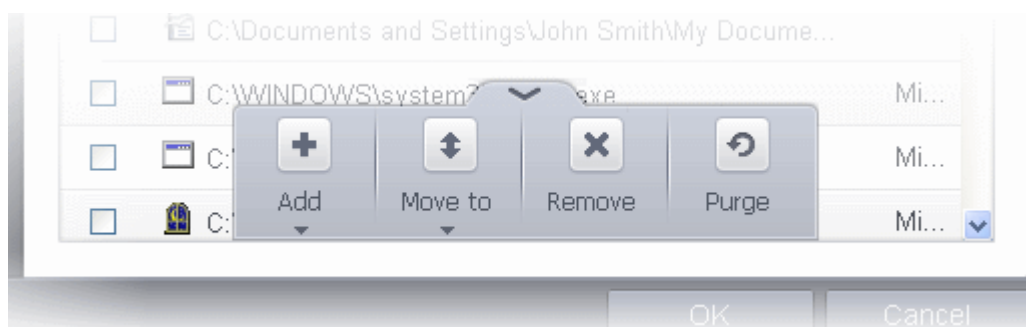 C:\Documents and Settings\John Smith\My Docume...
C:\WINDOWS\system3 exe Mi...
C:\ Mi...
Add Move to Remove Purge
C:\ Mi...
OK Cancel